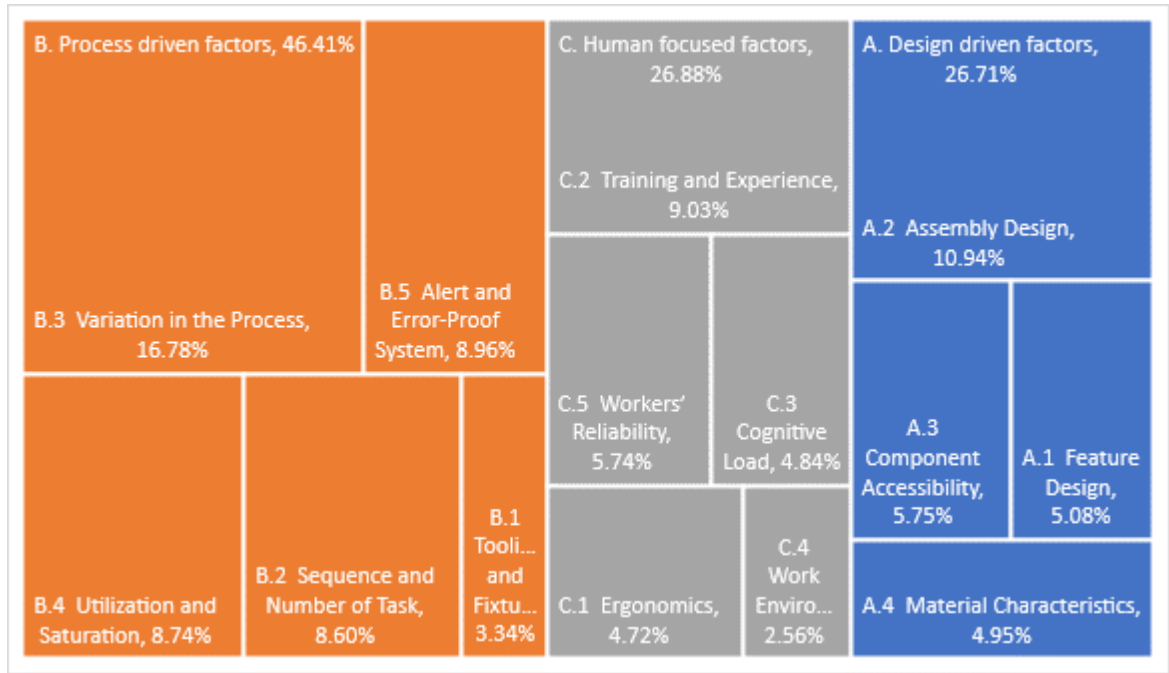 B. Process driven factors, 46.41%
B.3 Variation in the Process,
16.78%
B.5 Alert and
Error-Proof
System, 8.96%
B.4 Utilization and
Saturation, 8.74%
B.2 Sequence and
Number of Task,
8.60%
B.1
Tooli...
and
Fixtu...
3.34%
C. Human focused factors,
26.88%
C.2 Training and Experience,
9.03%
C.5 Workers’
Reliability,
5.74%
C.3
Cognitive
Load, 4.84%
C.1 Ergonomics,
4.72%
C.4
Work
Enviro...
2.56%
A. Design driven factors,
26.71%
A.2 Assembly Design,
10.94%
A.3
Component
Accessibility,
5.75%
A.1 Feature
Design,
5.08%
A.4 Material Characteristics,
4.95%